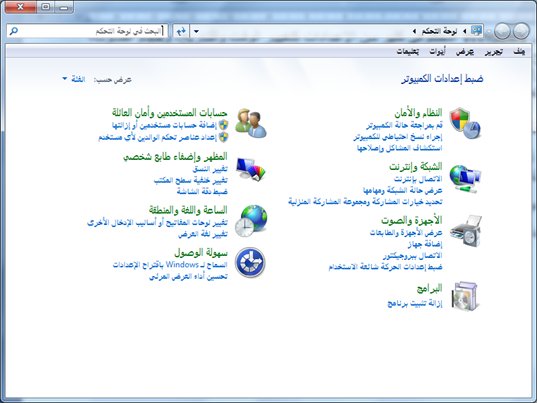 لوحة التحكم
البحث في لوحة التحكم
ملف تحرير عرض أدوات تعليمات
ضبط إعدادات الكمبيوتر
عرض حسب: الفئة
النظام والأمان
قم بمراجعة حالة الكمبيوتر
إجراء نسخ احتياطي للكمبيوتر
استكشاف المشاكل وإصلاحها
الشبكة وإنترنت
الاتصال بإنترنت
عرض حالة الشبكة ومهامها
تحديد خيارات المشاركة ومجموعة المشاركة المنزلية
الأجهزة والصوت
عرض الأجهزة والطابعات
إضافة جهاز
الاتصال ببروجيكتور
ضبط إعدادات الحركة شائعة الاستخدام
البرامج
إزالة تثبيت برنامج
حسابات المستخدمين وأمان العائلة
إضافة حسابات مستخدمين أو إزالتها
إعداد عناصر تحكم الوالدين لأي مستخدم
المظهر وإضفاء طابع شخصي
تغيير النسق
تغيير خلفية سطح المكتب
ضبط دقة الشاشة
الساعة واللغة والمنطقة
تغيير لوحات المفاتيح أو أساليب الإدخال الأخرى
تغيير لغة العرض
سهولة الوصول
السماح لـ Windows باقتراح الإعدادات
تحسين أداء العرض المرئي